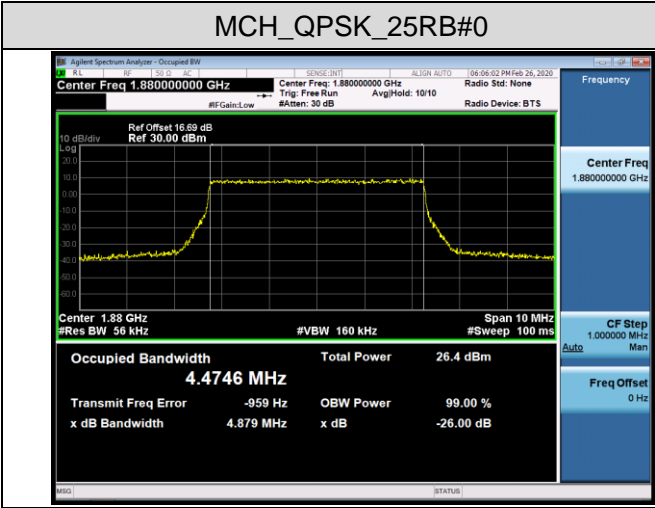 MCH_QPSK_25RB#0
Agilent Spectrum Analyzer - Occupied BW
RL RF 50 Ω AC SENSE:INT ALIGN AUTO 06:06:02 PM Feb 26, 2020
Center Freq 1.880000000 GHz Center Freq: 1.880000000 GHz Radio Std: None
Trig: Free Run Avg|Hold: 10/10
#IFGain:Low #Atten: 30 dB Radio Device: BTS
Ref Offset 16.69 dB
10 dB/div Ref 30.00 dBm
Log
20.0
10.0
0.00
-10.0
-20.0
-30.0
-40.0
-50.0
-60.0
Center 1.88 GHz Span 10 MHz
#Res BW 56 kHz #VBW 160 kHz #Sweep 100 ms
Occupied Bandwidth Total Power 26.4 dBm
4.4746 MHz
Transmit Freq Error -959 Hz OBW Power 99.00 %
x dB Bandwidth 4.879 MHz x dB -26.00 dB
MSG STATUS
Frequency
Center Freq
1.880000000 GHz
CF Step
1.000000 MHz
Auto Man
Freq Offset
0 Hz